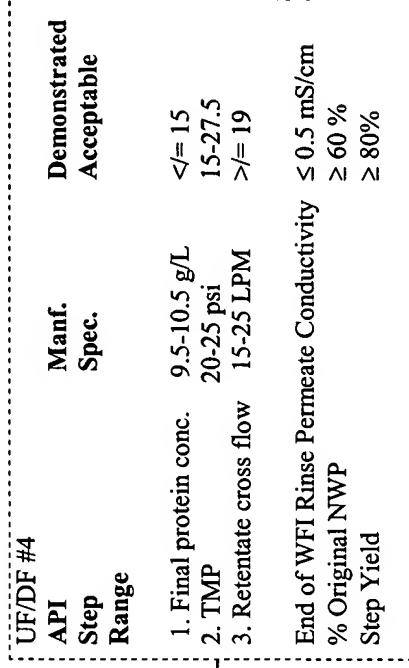 UF/DF #4
API Manf. Demonstrated
Step Spec. Acceptable
Range
1. Final protein conc. 9.5-10.5 g/L </= 15
2. TMP 20-25 psi 15-27.5
3. Retentate cross flow 15-25 LPM >/= 19
End of WFI Rinse Permeate Conductivity ≤ 0.5 mS/cm
% Original NWP ≥ 60 %
Step Yield ≥ 80%